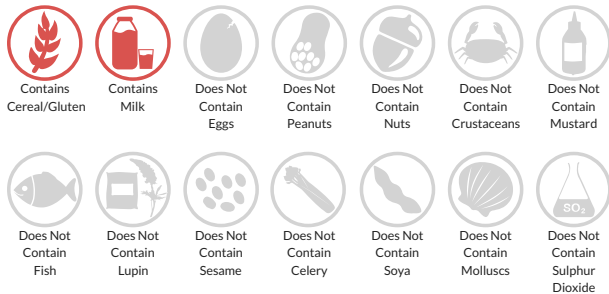 Contains
Cereal/Gluten
Contains
Milk
Does Not
Contain
Eggs
Does Not
Contain
Peanuts
Does Not
Contain
Nuts
Does Not
Contain
Crustaceans
Does Not
Contain
Mustard
Does Not
Contain
Fish
Does Not
Contain
Lupin
Does Not
Contain
Sesame
Does Not
Contain
Celery
Does Not
Contain
Soya
Does Not
Contain
Molluscs
SO₂
Does Not
Contain
Sulphur
Dioxide